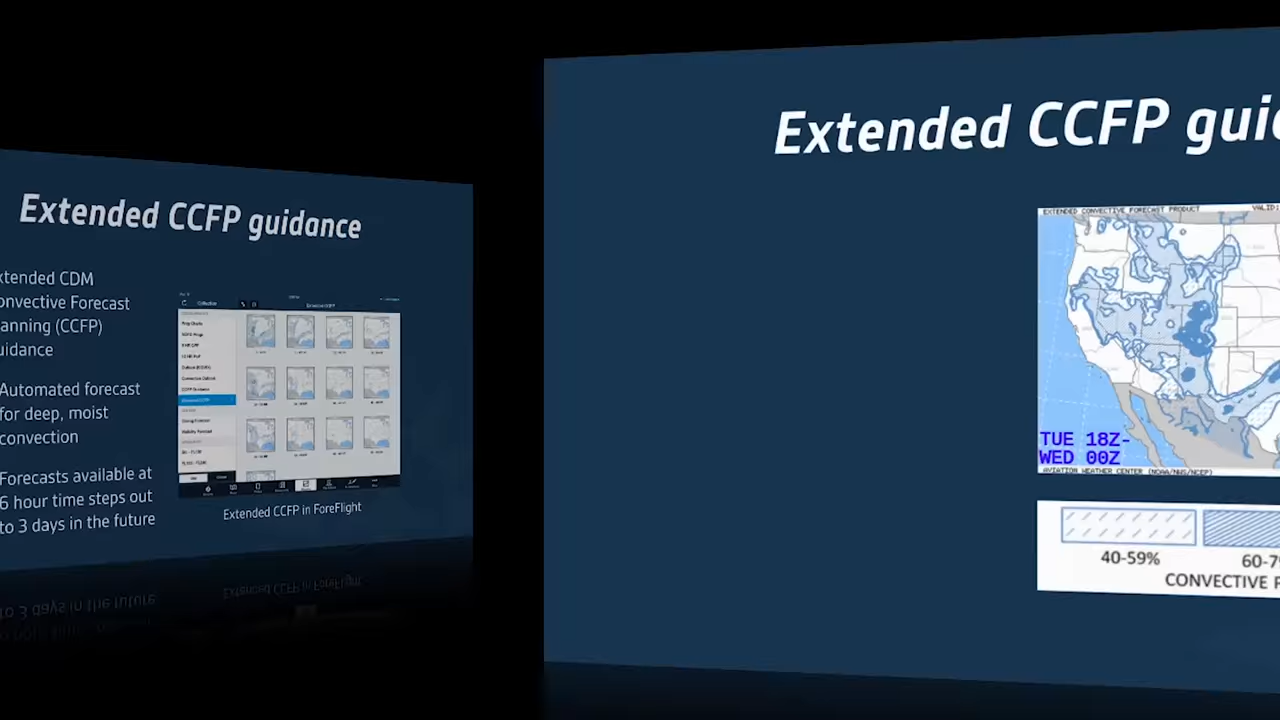 Extended CCFP guidance
xtended CDM
onvective Forecast
anning (CCFP)
uidance
Automated forecast
for deep, moist
convection
Forecasts available at
6 hour time steps out
to 3 days in the future
Extended CCFP in ForeFlight
Extended CCFP guid
EXTENDED CONVECTIVE FORECAST PRODUCT VALID
TUE 18Z-
WED 00Z
AVIATION WEATHER CENTER (NOAA/NWS/NCEP)
40-59% 60-7
CONVECTIVE P